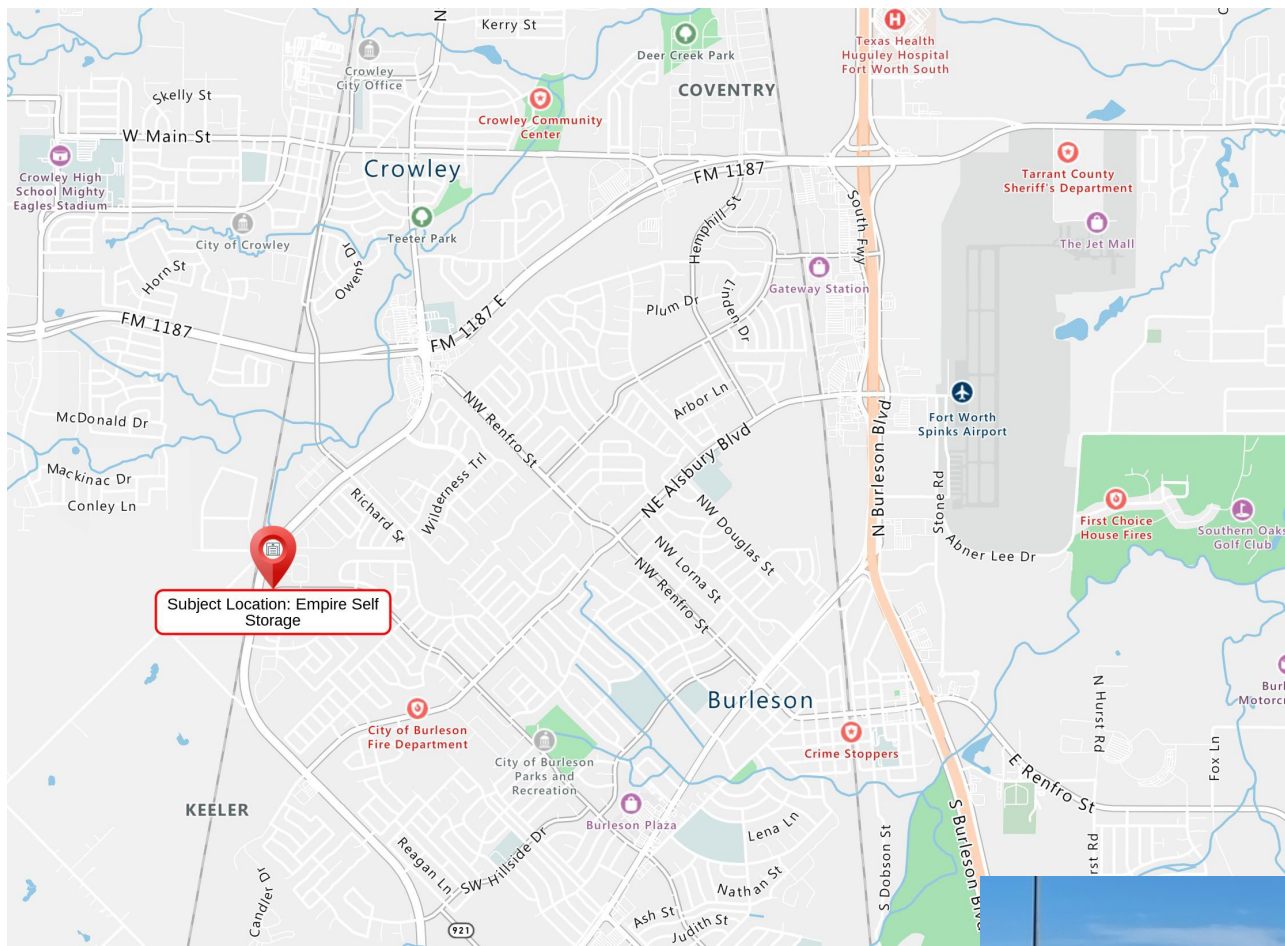 N
Kerry St
C
Texas Health
Huguley Hospital
Fort Worth South
Deer Creek Park
Crowley
City Office
COVENTRY
Skelly St
Crowley Community
Center
W Main St
Crowley
FM 1187
Tarrant County
Sheriff's Department
Crowley High
School Mighty
Eagles Stadium
Teeter Park
City of Crowley
Hemphill St
South Fwy
The Jet Mall
Owens Dr
Horn St
Gateway Station
Plum Dr
Linden Dr
FM 1187
FM 1187 E
Arbor Ln
McDonald Dr
NW Renfro St
N Burleson Blvd
Fort Worth
Spinks Airport
NE Alsbury Blvd
Mackinac Dr
Conley Ln
Richard St
Wilderness Trl
NW Douglas St
Stone Rd
First Choice
House Fires
Southern Oaks
Golf Club
Abner Lee Dr
NW Lorna St
NW Renfro St
Subject Location: Empire Self
Storage
Burleson
N Hurst Rd
Burl
Motorcr
City of Burleson
Fire Department
Crime Stoppers
City of Burleson
Parks and
Recreation
Fox Ln
E Renfro St
KEELER
Burleson Plaza
Lena Ln
S Dobson St
S Burleson Blvd
rst Rd
Reagan Ln
SW Hillside Dr
Nathan St
Candler Dr
Ash St
Judith St
921